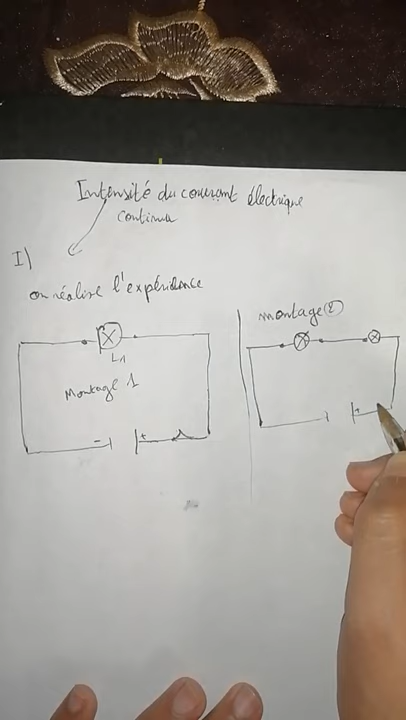 Intensité du courant électrique
continu
I)
on réalise l'expérience
montage ②
L1
Montage 1
- +
+